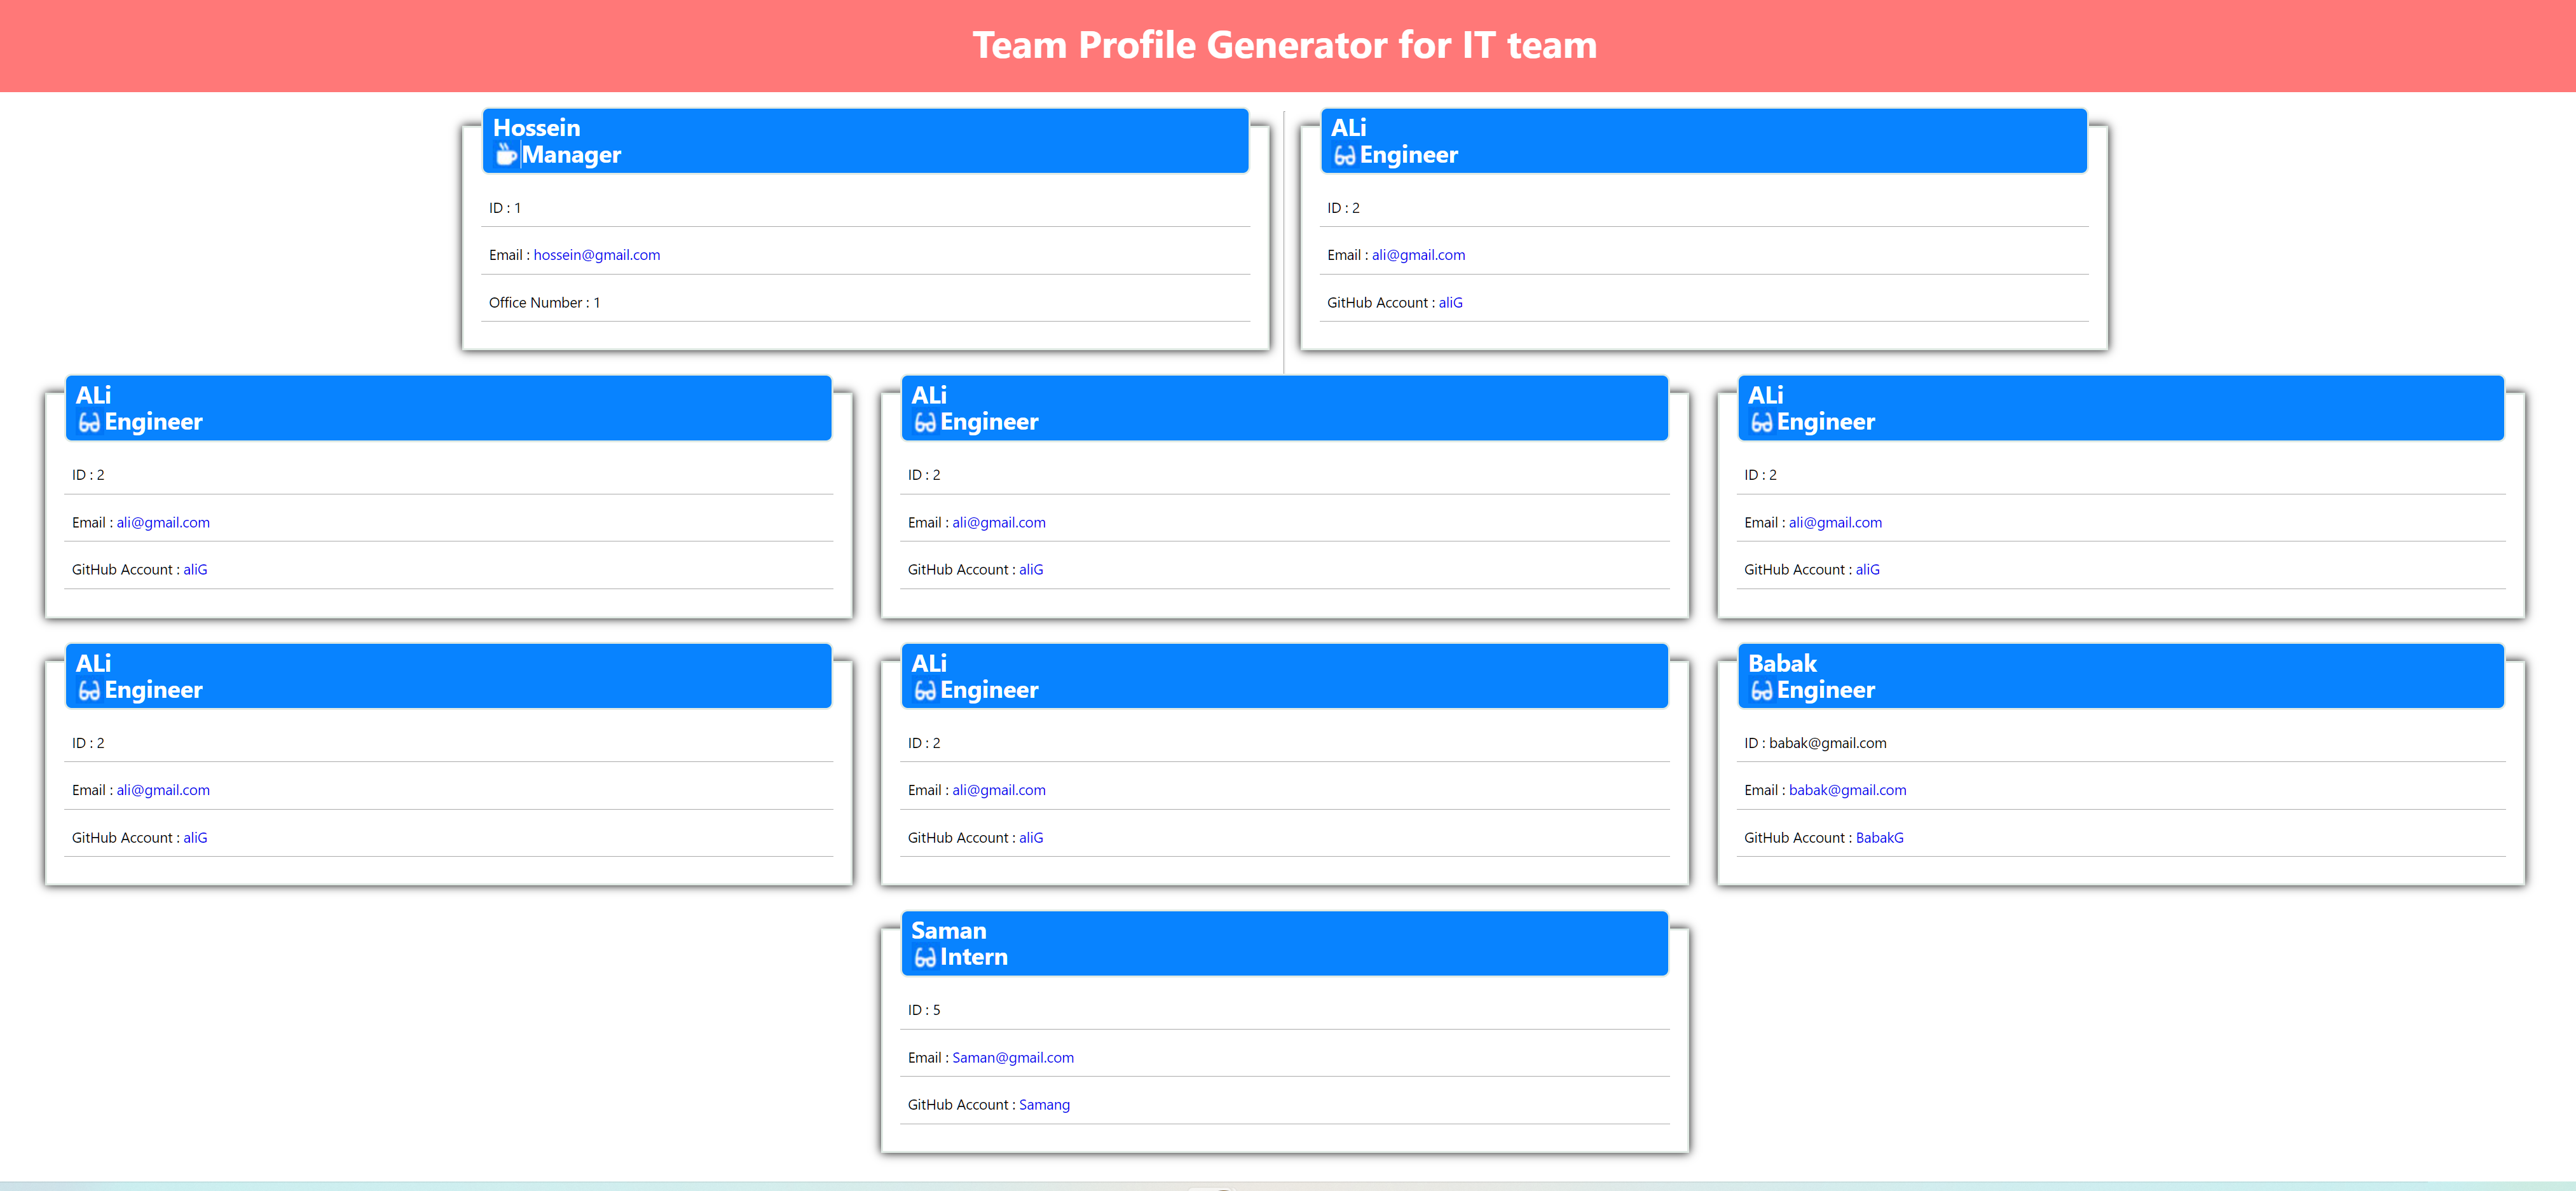 Team Profile Generator for IT team
Hossein
Manager
ID : 1
Email : hossein@gmail.com
Office Number : 1
ALi
Engineer
ID : 2
Email : ali@gmail.com
GitHub Account : aliG
ALi
Engineer
ID : 2
Email : ali@gmail.com
GitHub Account : aliG
ALi
Engineer
ID : 2
Email : ali@gmail.com
GitHub Account : aliG
ALi
Engineer
ID : 2
Email : ali@gmail.com
GitHub Account : aliG
ALi
Engineer
ID : 2
Email : ali@gmail.com
GitHub Account : aliG
ALi
Engineer
ID : 2
Email : ali@gmail.com
GitHub Account : aliG
Babak
Engineer
ID : babak@gmail.com
Email : babak@gmail.com
GitHub Account : BabakG
Saman
Intern
ID : 5
Email : Saman@gmail.com
GitHub Account : Samang